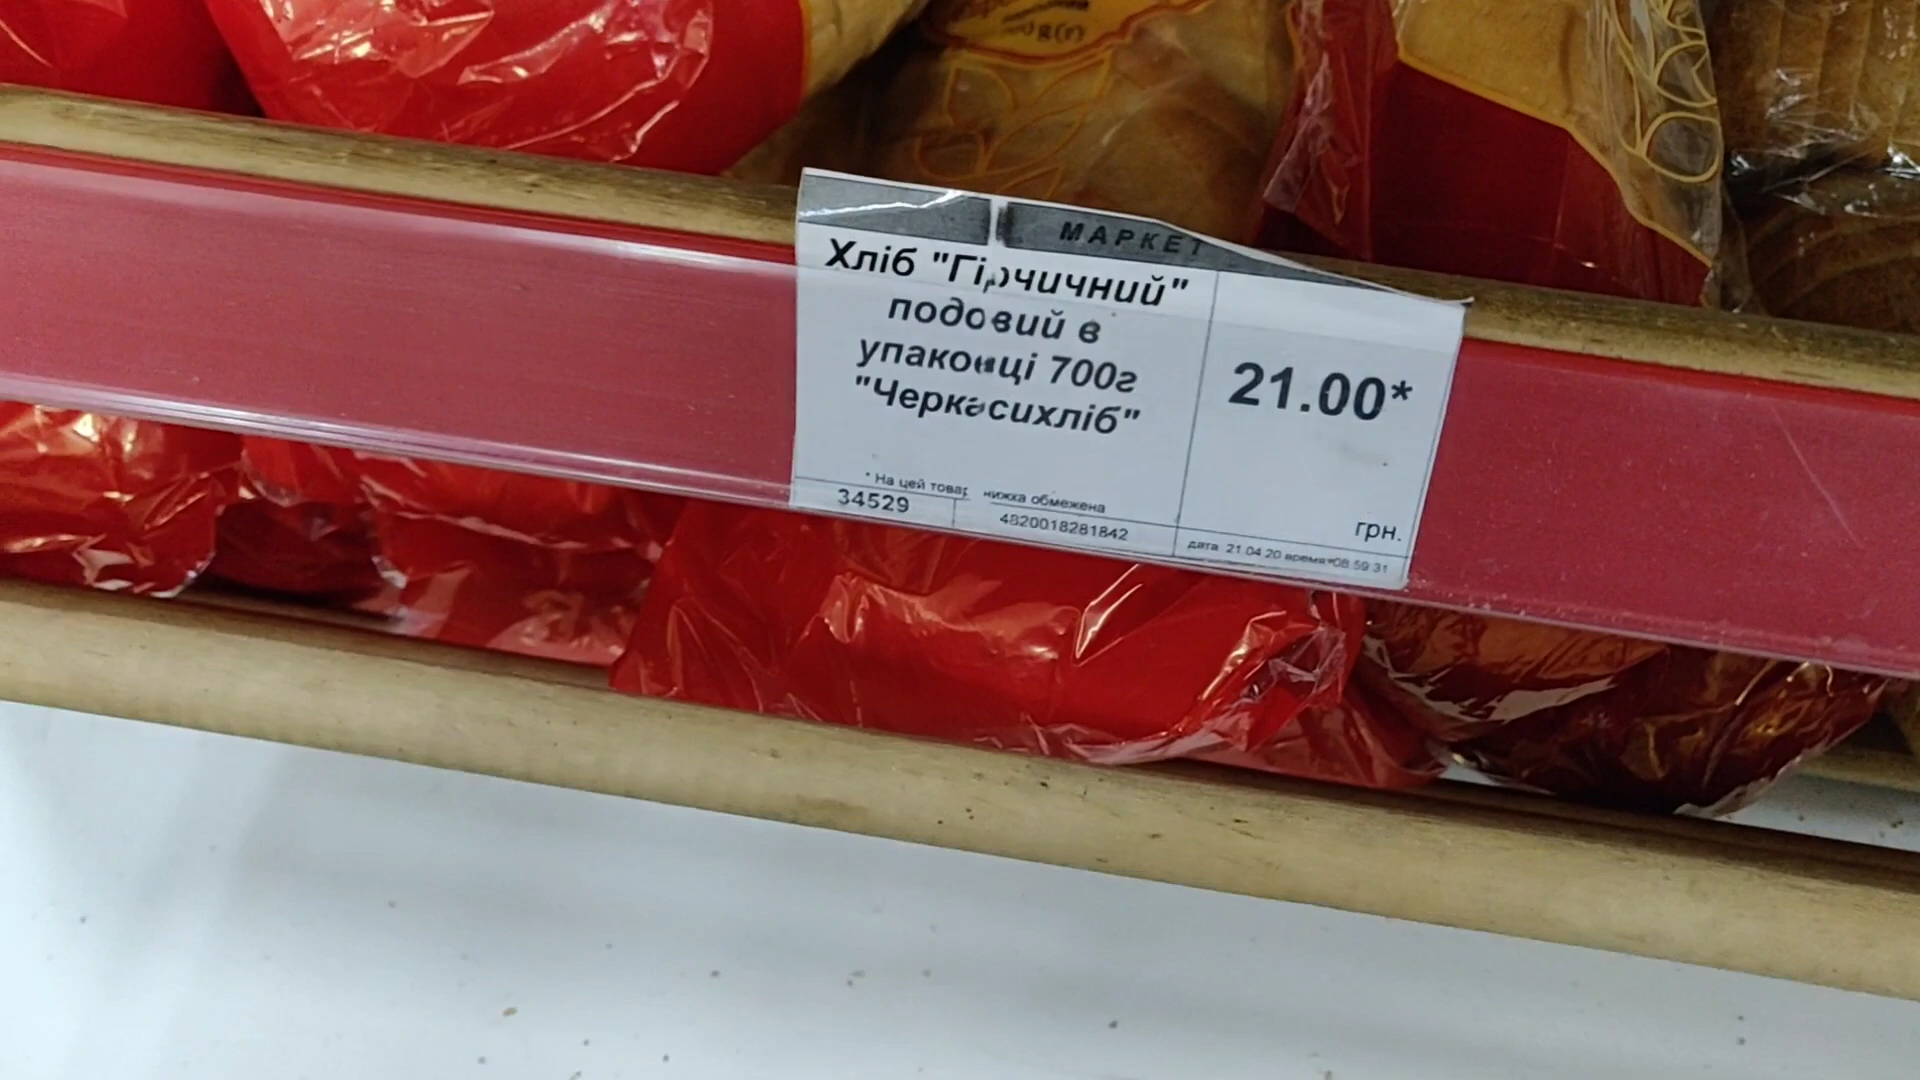 g(г)
МАРКЕТ
Хліб "Гірчичний"
подовий в
упаковці 700г
"Черкасихліб"
21.00*
грн.
* На цей товар знижка обмежена
34529
4820018281842
дата 21.04.20 время*08:59:31